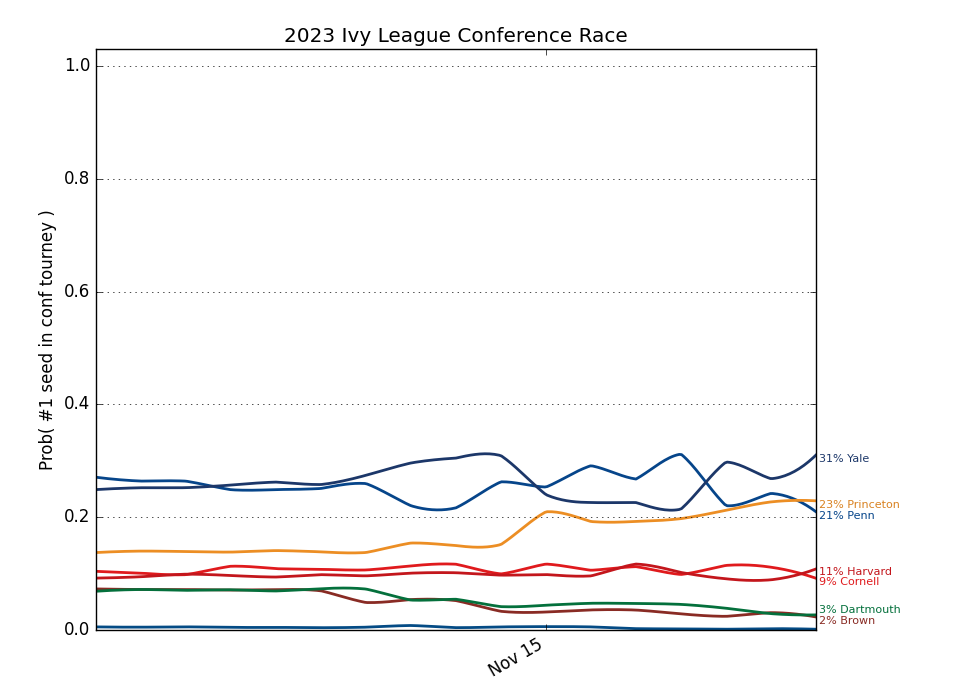 2023 Ivy League Conference Race
Prob( #1 seed in conf tourney )
1.0
0.8
0.6
0.4
0.2
0.0
Nov 15
31% Yale
23% Princeton
21% Penn
11% Harvard
9% Cornell
3% Dartmouth
2% Brown